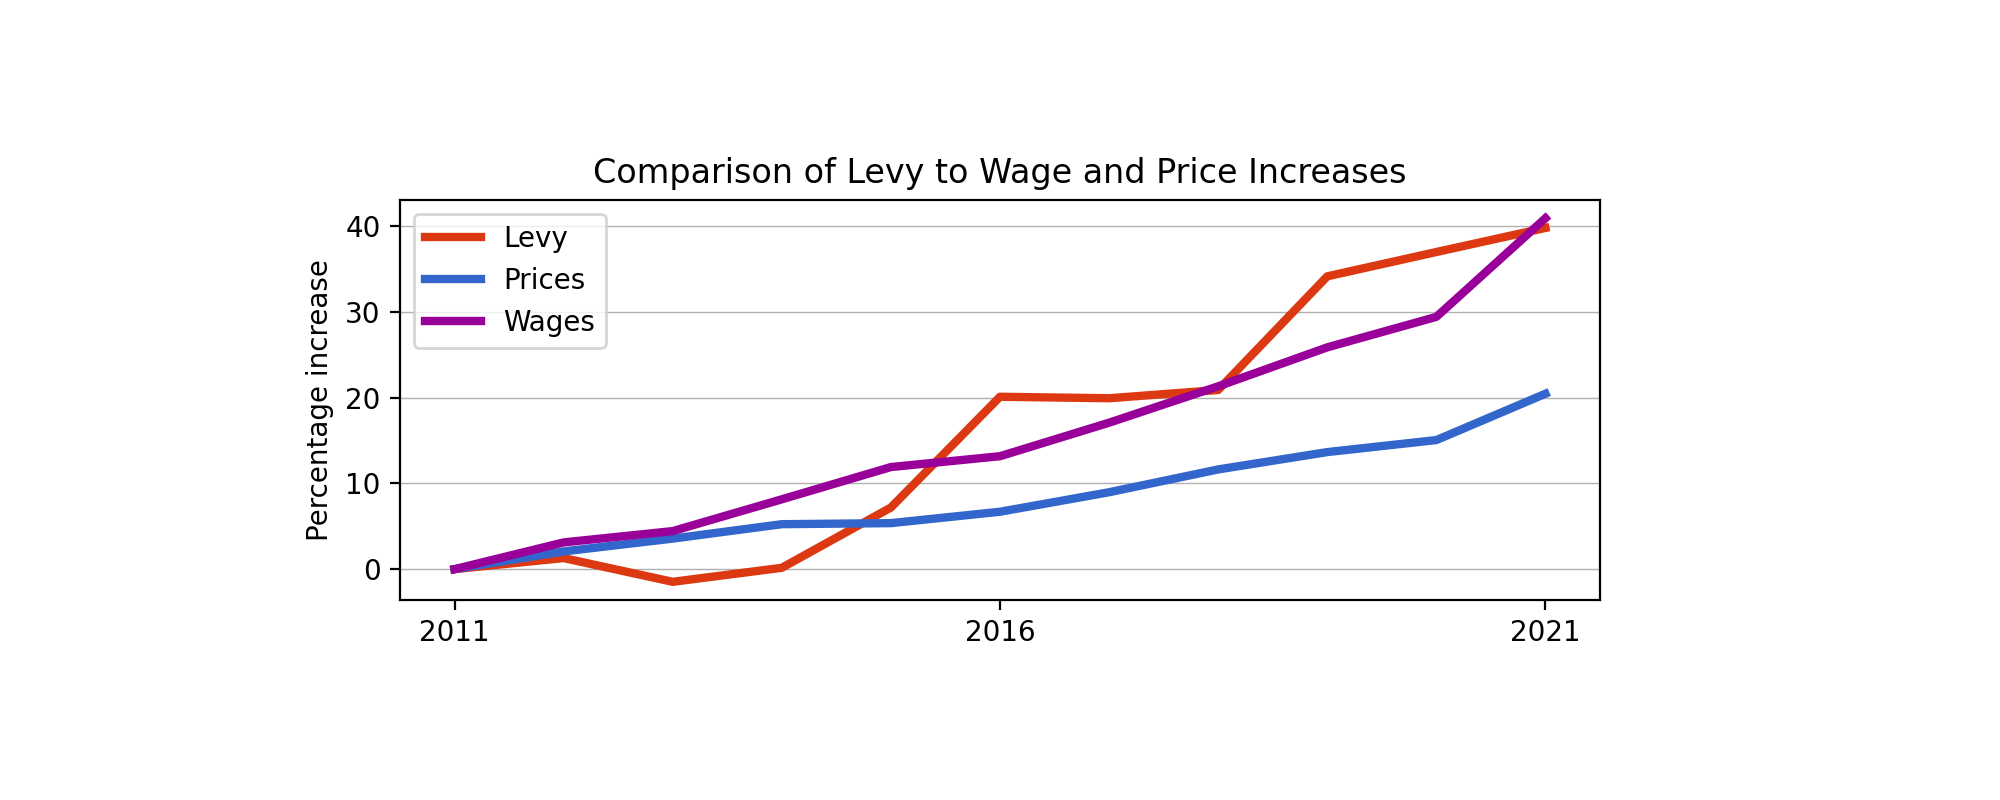 Comparison of Levy to Wage and Price Increases
Percentage increase
40
30
20
10
0
Levy
Prices
Wages
2011 2016 2021